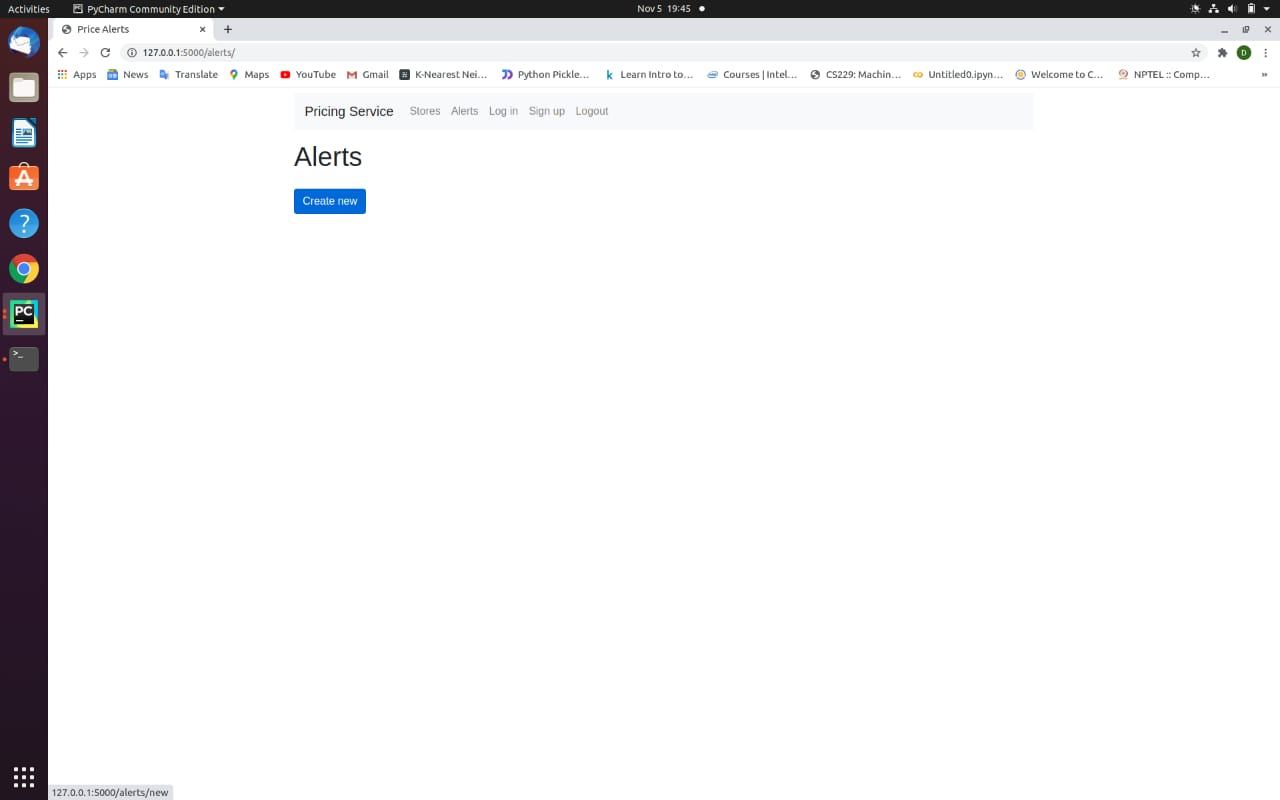 Activities PyCharm Community Edition Nov 5 19:45
Price Alerts
127.0.0.1:5000/alerts/
Apps News Translate Maps YouTube Gmail K-Nearest Nei... Python Pickle... Learn Intro to... Courses | Intel... CS229: Machin... Untitled0.ipyn... Welcome to C... NPTEL :: Comp... »
Pricing Service Stores Alerts Log in Sign up Logout
Alerts
Create new
127.0.0.1:5000/alerts/new